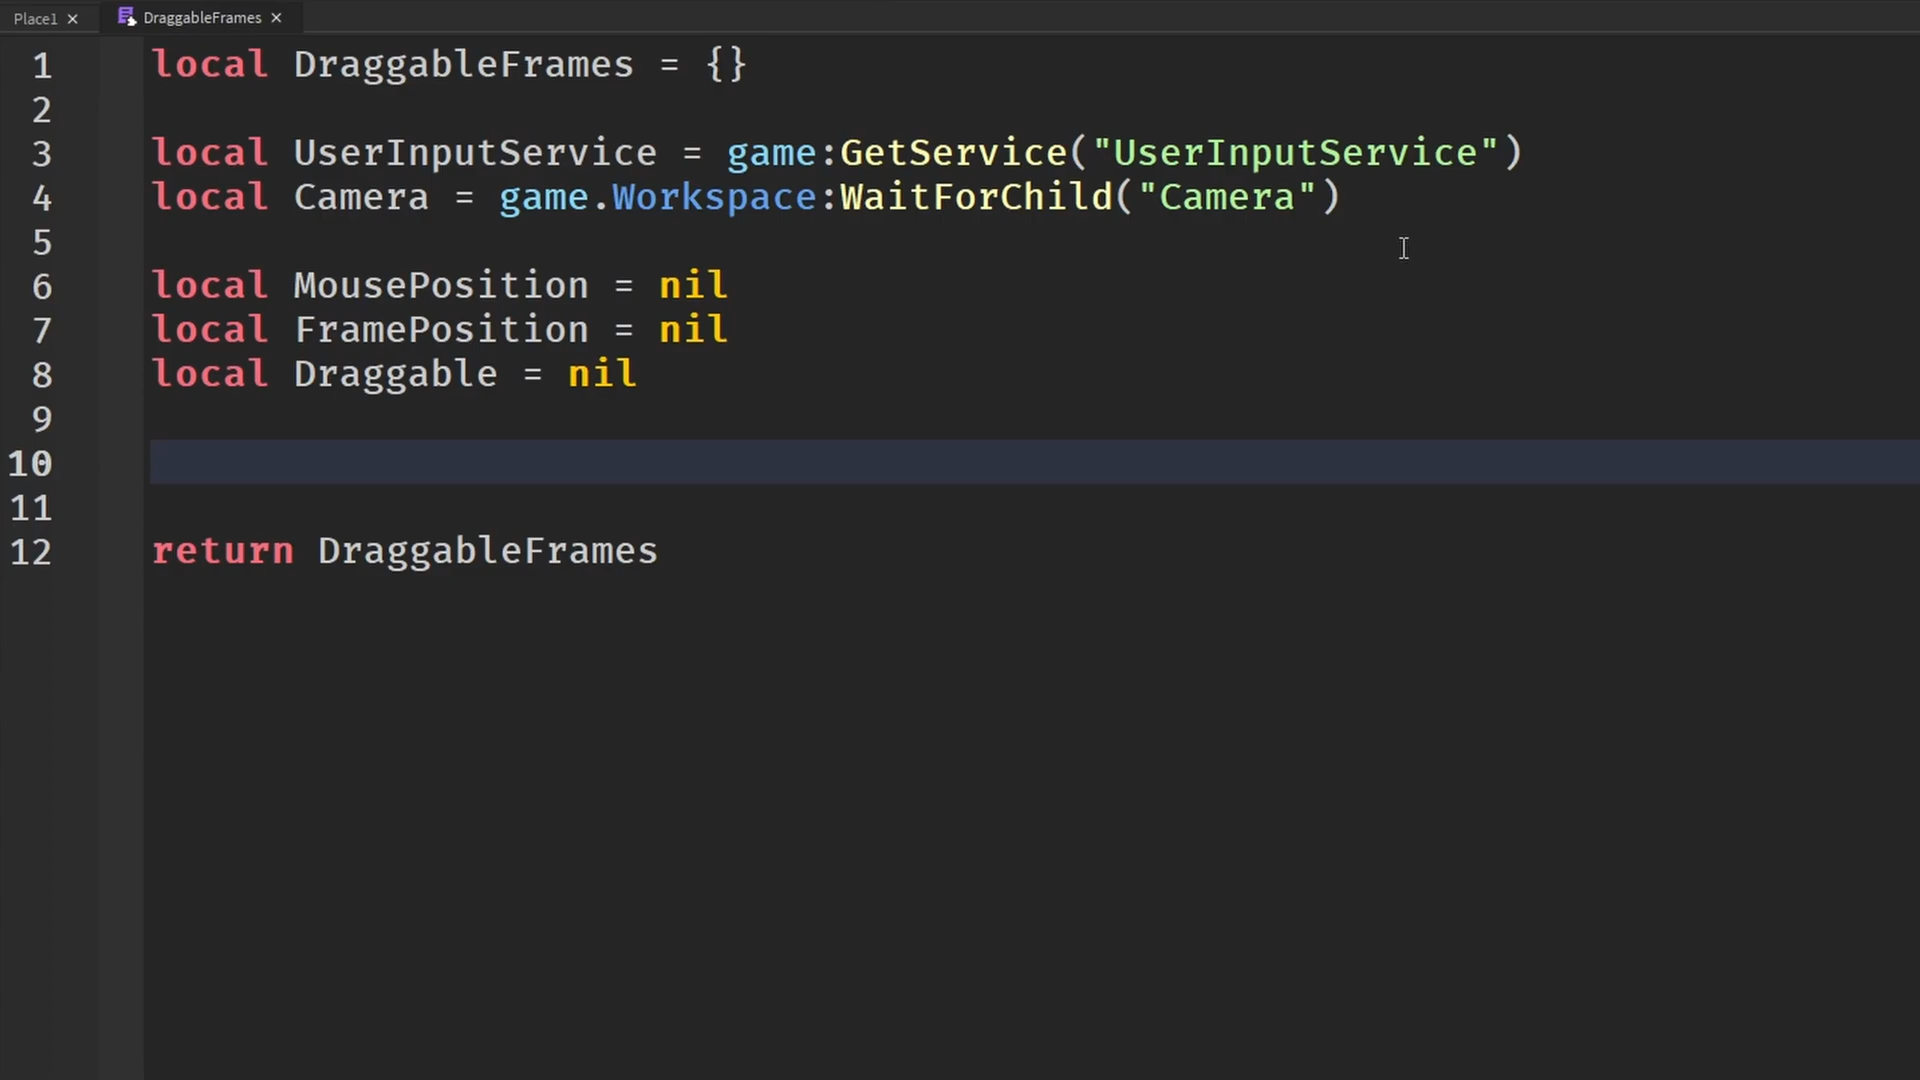 Place1 ×
DraggableFrames ×
1 local DraggableFrames = {}
2
3 local UserInputService = game:GetService("UserInputService")
4 local Camera = game.Workspace:WaitForChild("Camera")
5
6 local MousePosition = nil
7 local FramePosition = nil
8 local Draggable = nil
9
10
11
12 return DraggableFrames